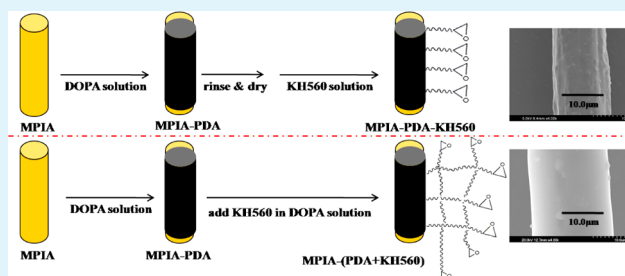 DOPA solution
rinse & dry
KH560 solution
MPIA
MPIA-PDA
MPIA-PDA-KH560
10.0μm
DOPA solution
add KH560 in DOPA solution
MPIA
MPIA-PDA
MPIA-(PDA+KH560)
10.0μm